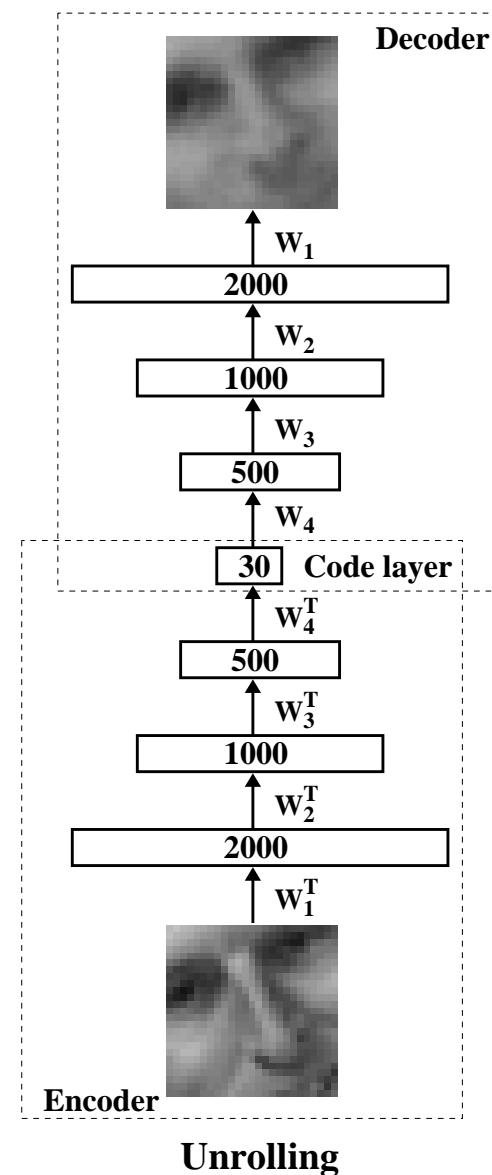 Decoder
W₁
2000
W₂
1000
W₃
500
W₄
30 Code layer
W₄ᵀ
500
W₃ᵀ
1000
W₂ᵀ
2000
W₁ᵀ
Encoder
Unrolling